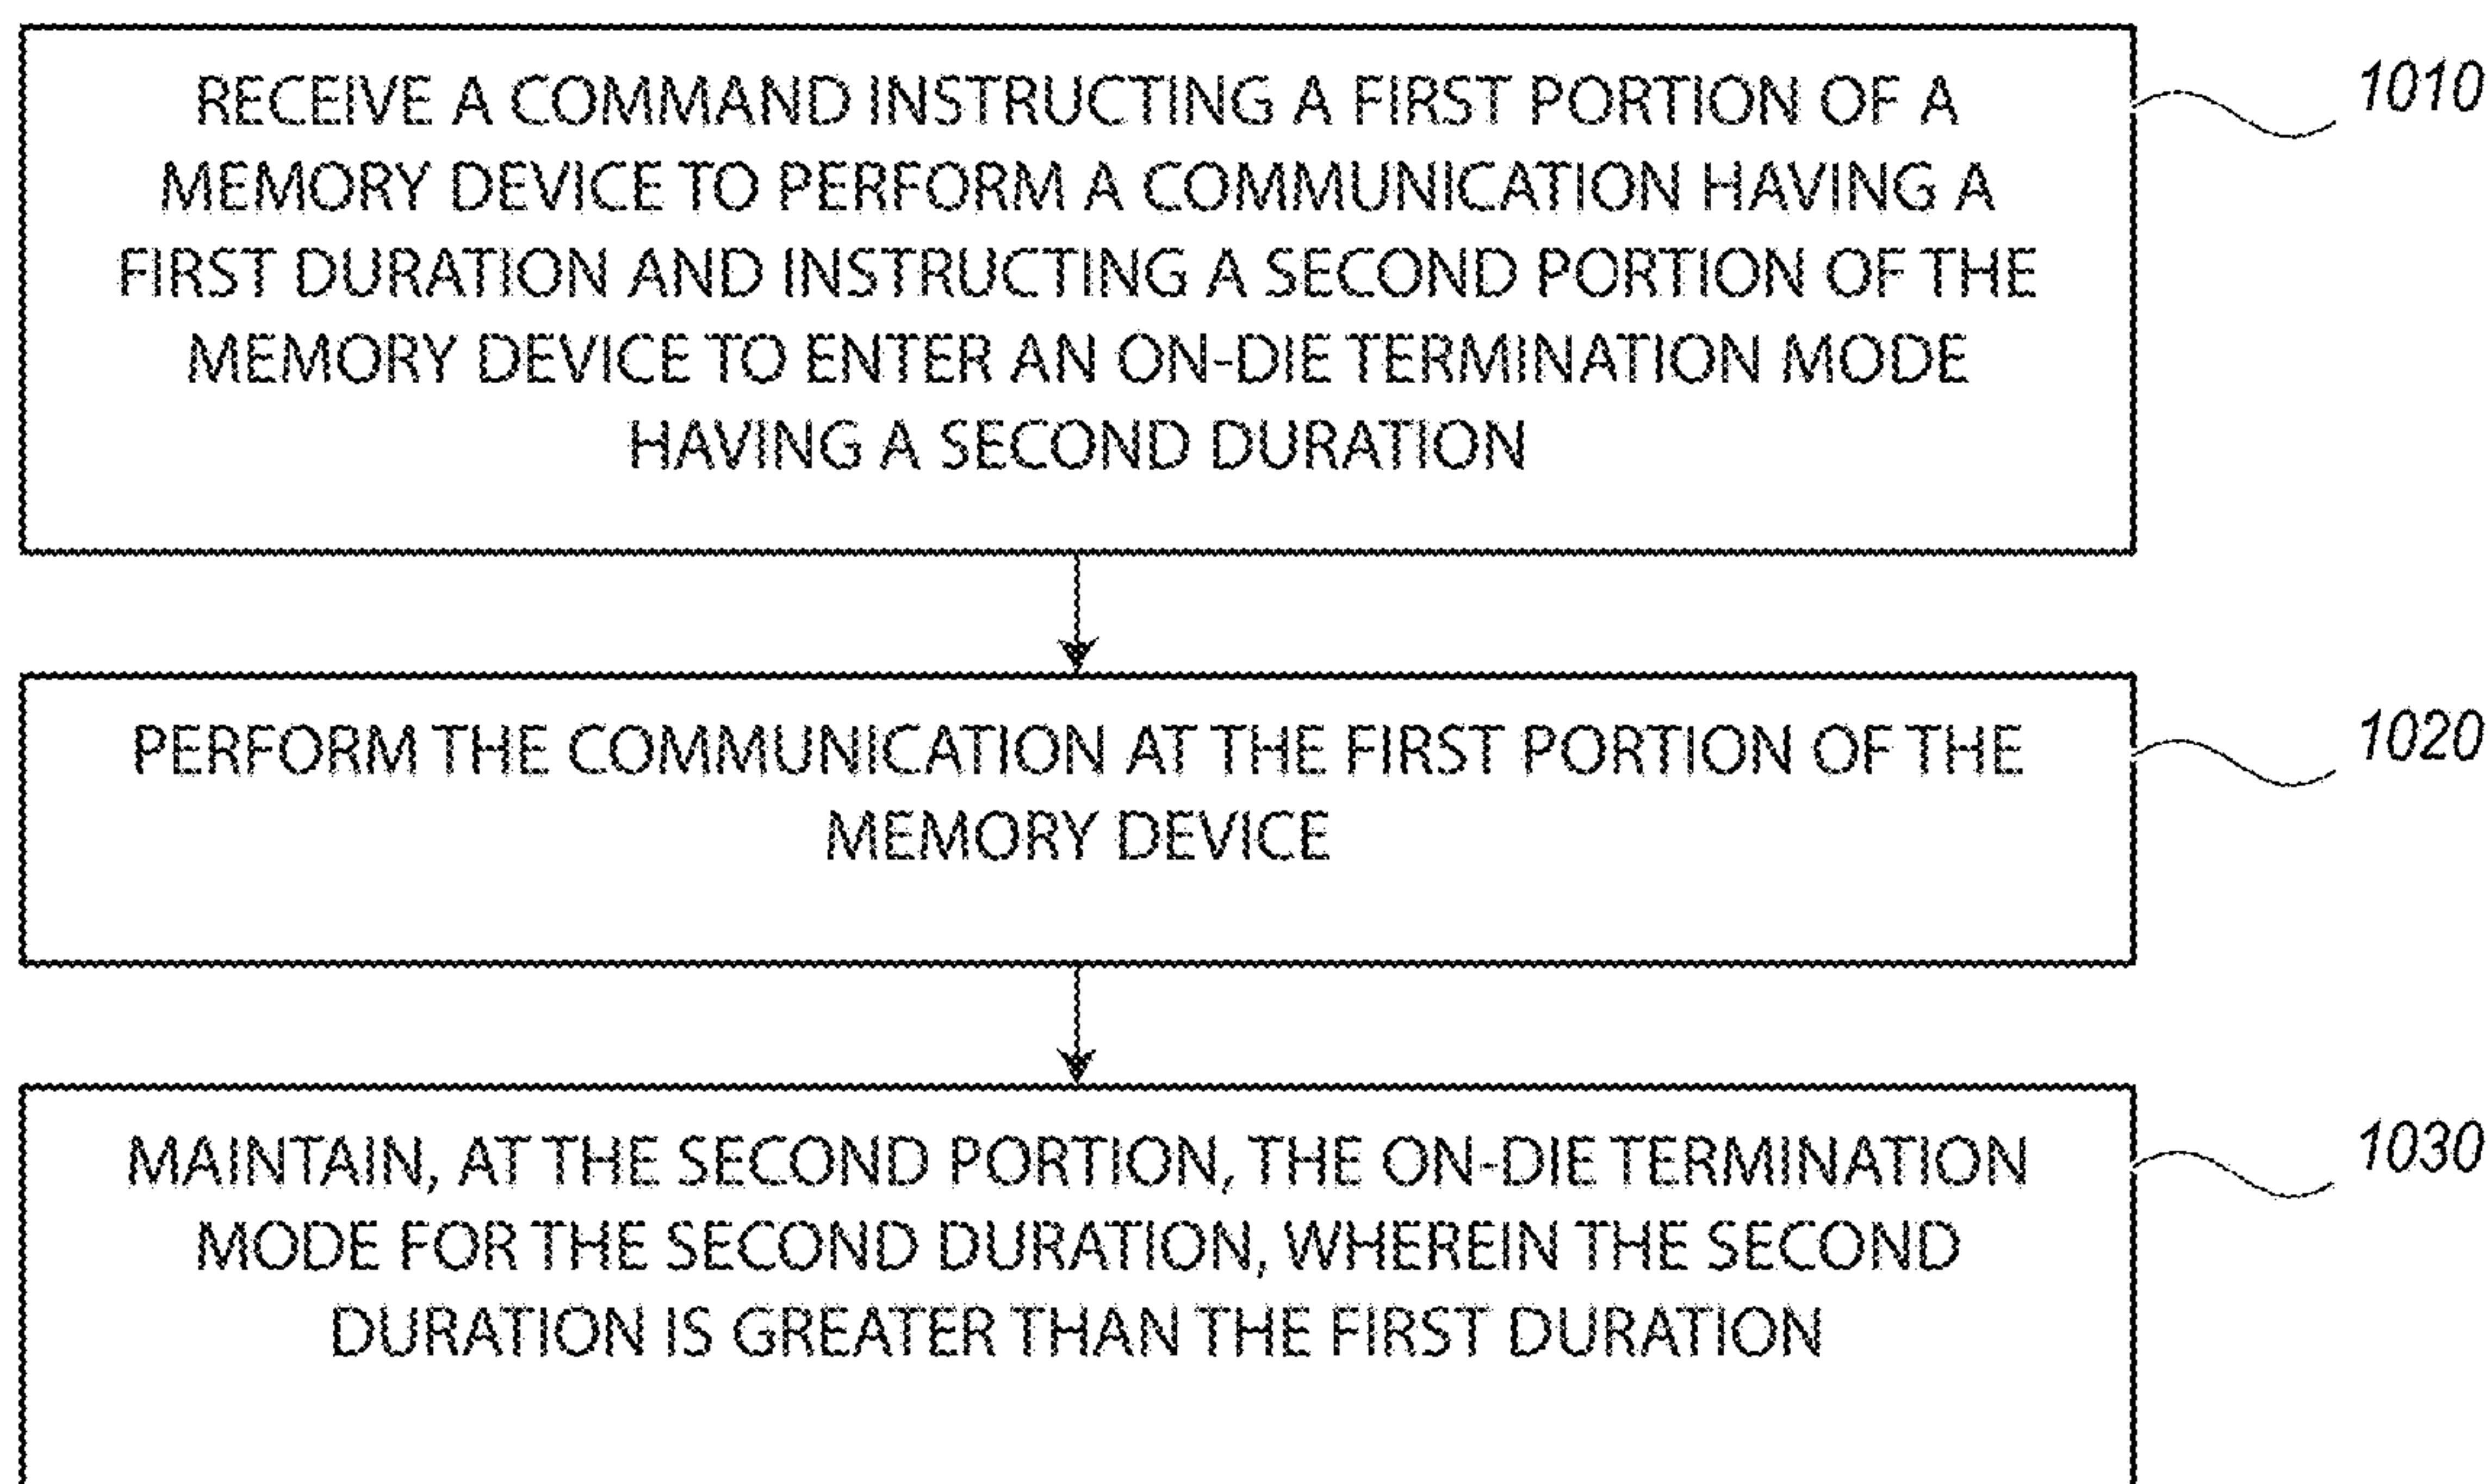 RECEIVE A COMMAND INSTRUCTING A FIRST PORTION OF A
MEMORY DEVICE TO PERFORM A COMMUNICATION HAVING A
FIRST DURATION AND INSTRUCTING A SECOND PORTION OF THE
MEMORY DEVICE TO ENTER AN ON-DIE TERMINATION MODE
HAVING A SECOND DURATION
1010
PERFORM THE COMMUNICATION AT THE FIRST PORTION OF THE
MEMORY DEVICE
1020
MAINTAIN, AT THE SECOND PORTION, THE ON-DIE TERMINATION
MODE FOR THE SECOND DURATION, WHEREIN THE SECOND
DURATION IS GREATER THAN THE FIRST DURATION
1030